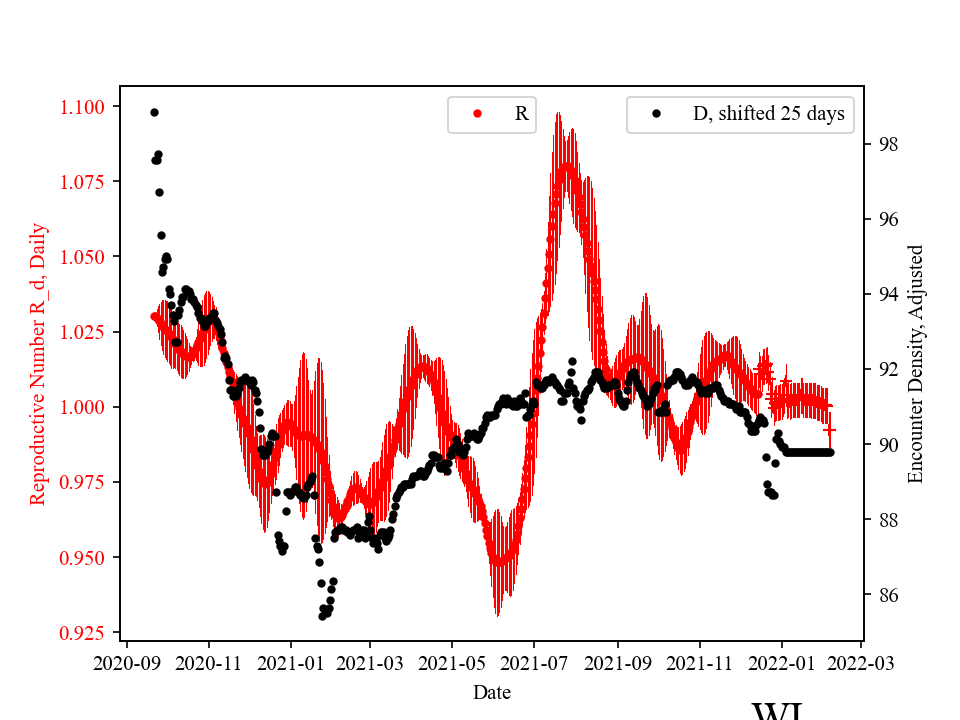 R
D, shifted 25 days
1.100
1.075
1.050
1.025
1.000
0.975
0.950
0.925
Reproductive Number R_d, Daily
98
96
94
92
90
88
86
Encounter Density, Adjusted
2020-09 2020-11 2021-01 2021-03 2021-05 2021-07 2021-09 2021-11 2022-01 2022-03
Date
WI